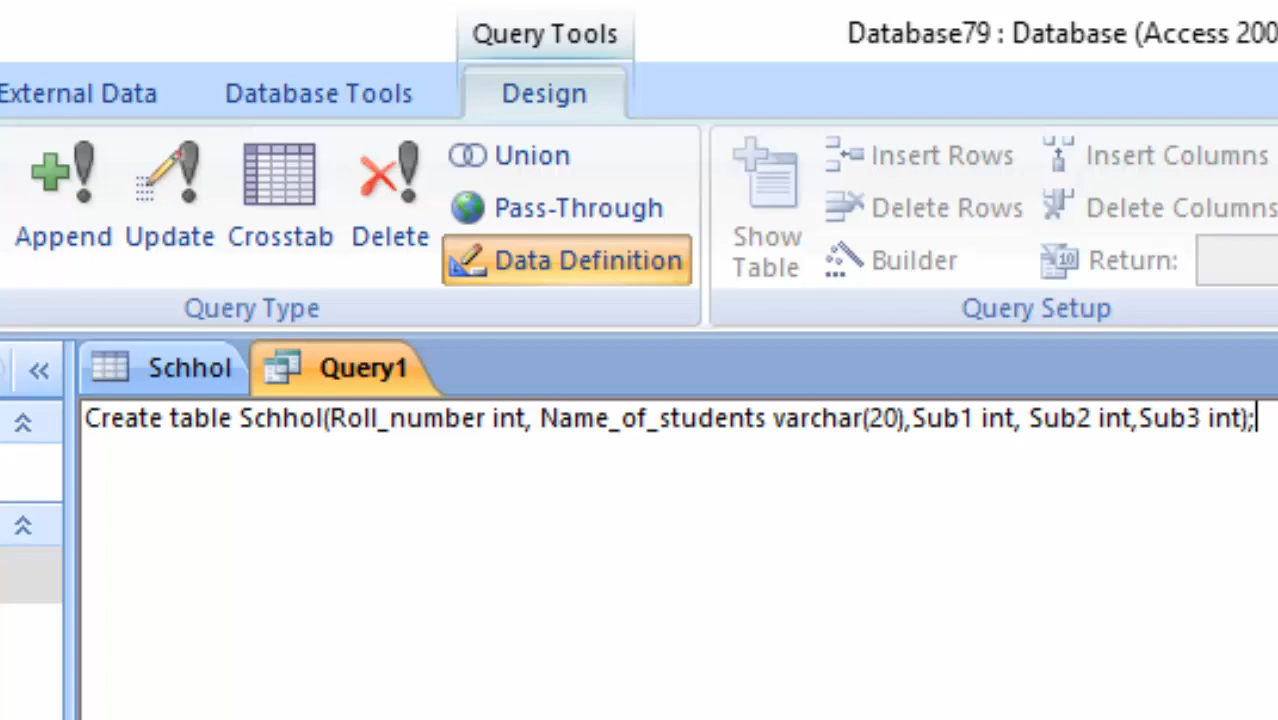 Query Tools
Database79 : Database (Access 200
External Data
Database Tools
Design
Append
Update
Crosstab
Delete
Union
Pass-Through
Data Definition
Query Type
Show
Table
Insert Rows
Delete Rows
Builder
Insert Columns
Delete Columns
10 Return:
Query Setup
Schhol
Query1
Create table Schhol(Roll_number int, Name_of_students varchar(20),Sub1 int, Sub2 int,Sub3 int);